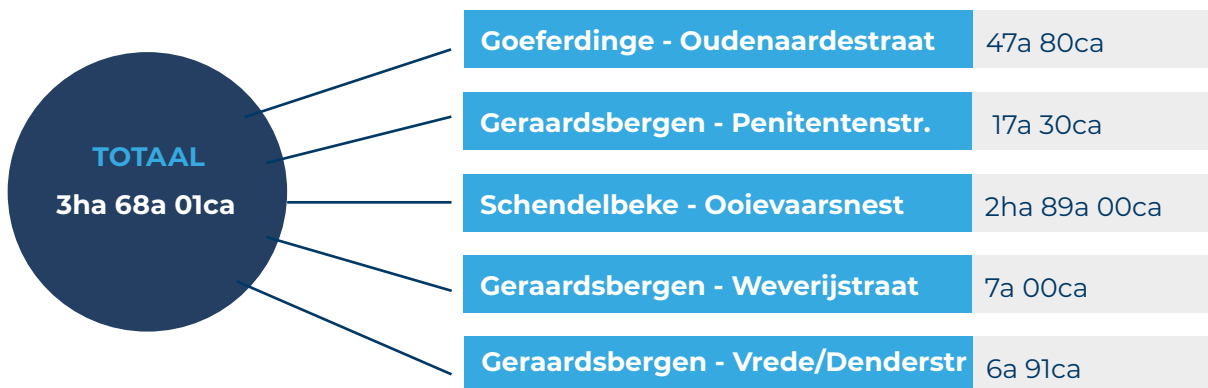 TOTAAL
3ha 68a 01ca
Goeferdinge - Oudenaardestraat 47a 80ca
Geraardsbergen - Penitentenstr. 17a 30ca
Schendelbeke - Ooievaarsnest 2ha 89a 00ca
Geraardsbergen - Weverijstraat 7a 00ca
Geraardsbergen - Vrede/Denderstr 6a 91ca